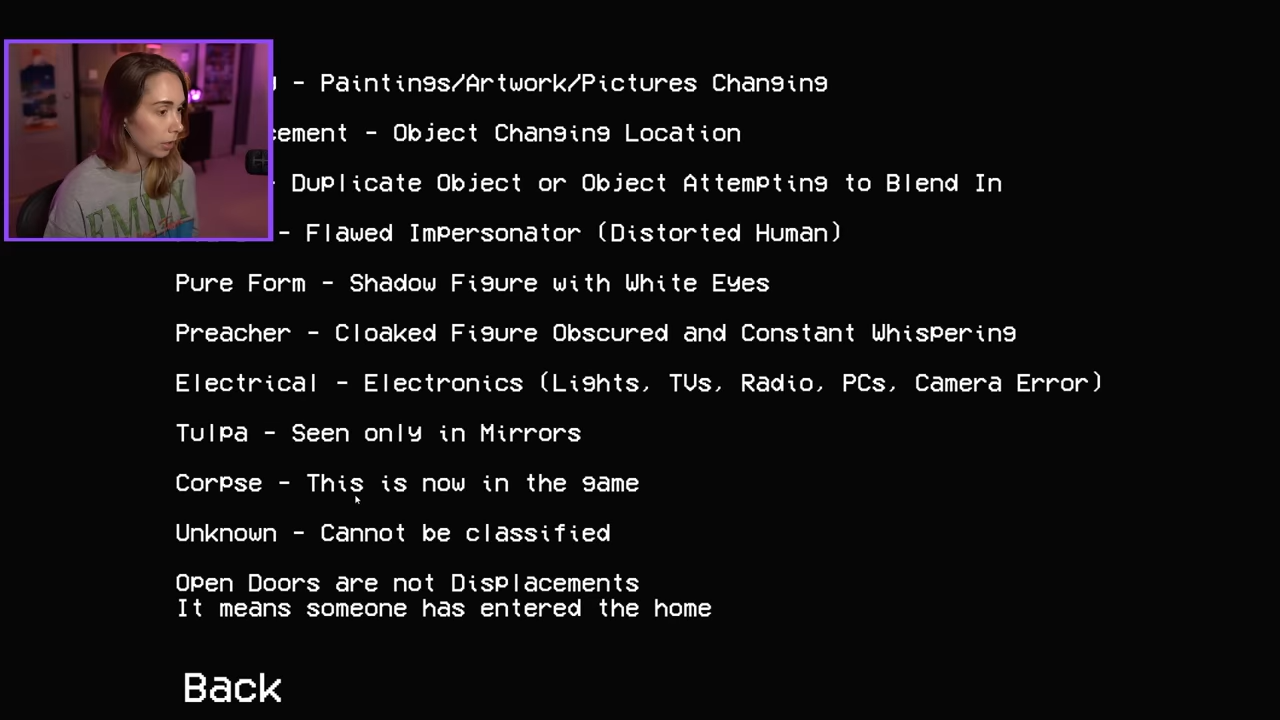 - Paintings/Artwork/Pictures Changing
cement - Object Changing Location
- Duplicate Object or Object Attempting to Blend In
- Flawed Impersonator (Distorted Human)
Pure Form - Shadow Figure with White Eyes
Preacher - Cloaked Figure Obscured and Constant Whispering
Electrical - Electronics (Lights, TVs, Radio, PCs, Camera Error)
Tulpa - Seen only in Mirrors
Corpse - This is now in the game
Unknown - Cannot be classified
Open Doors are not Displacements
It means someone has entered the home
Back